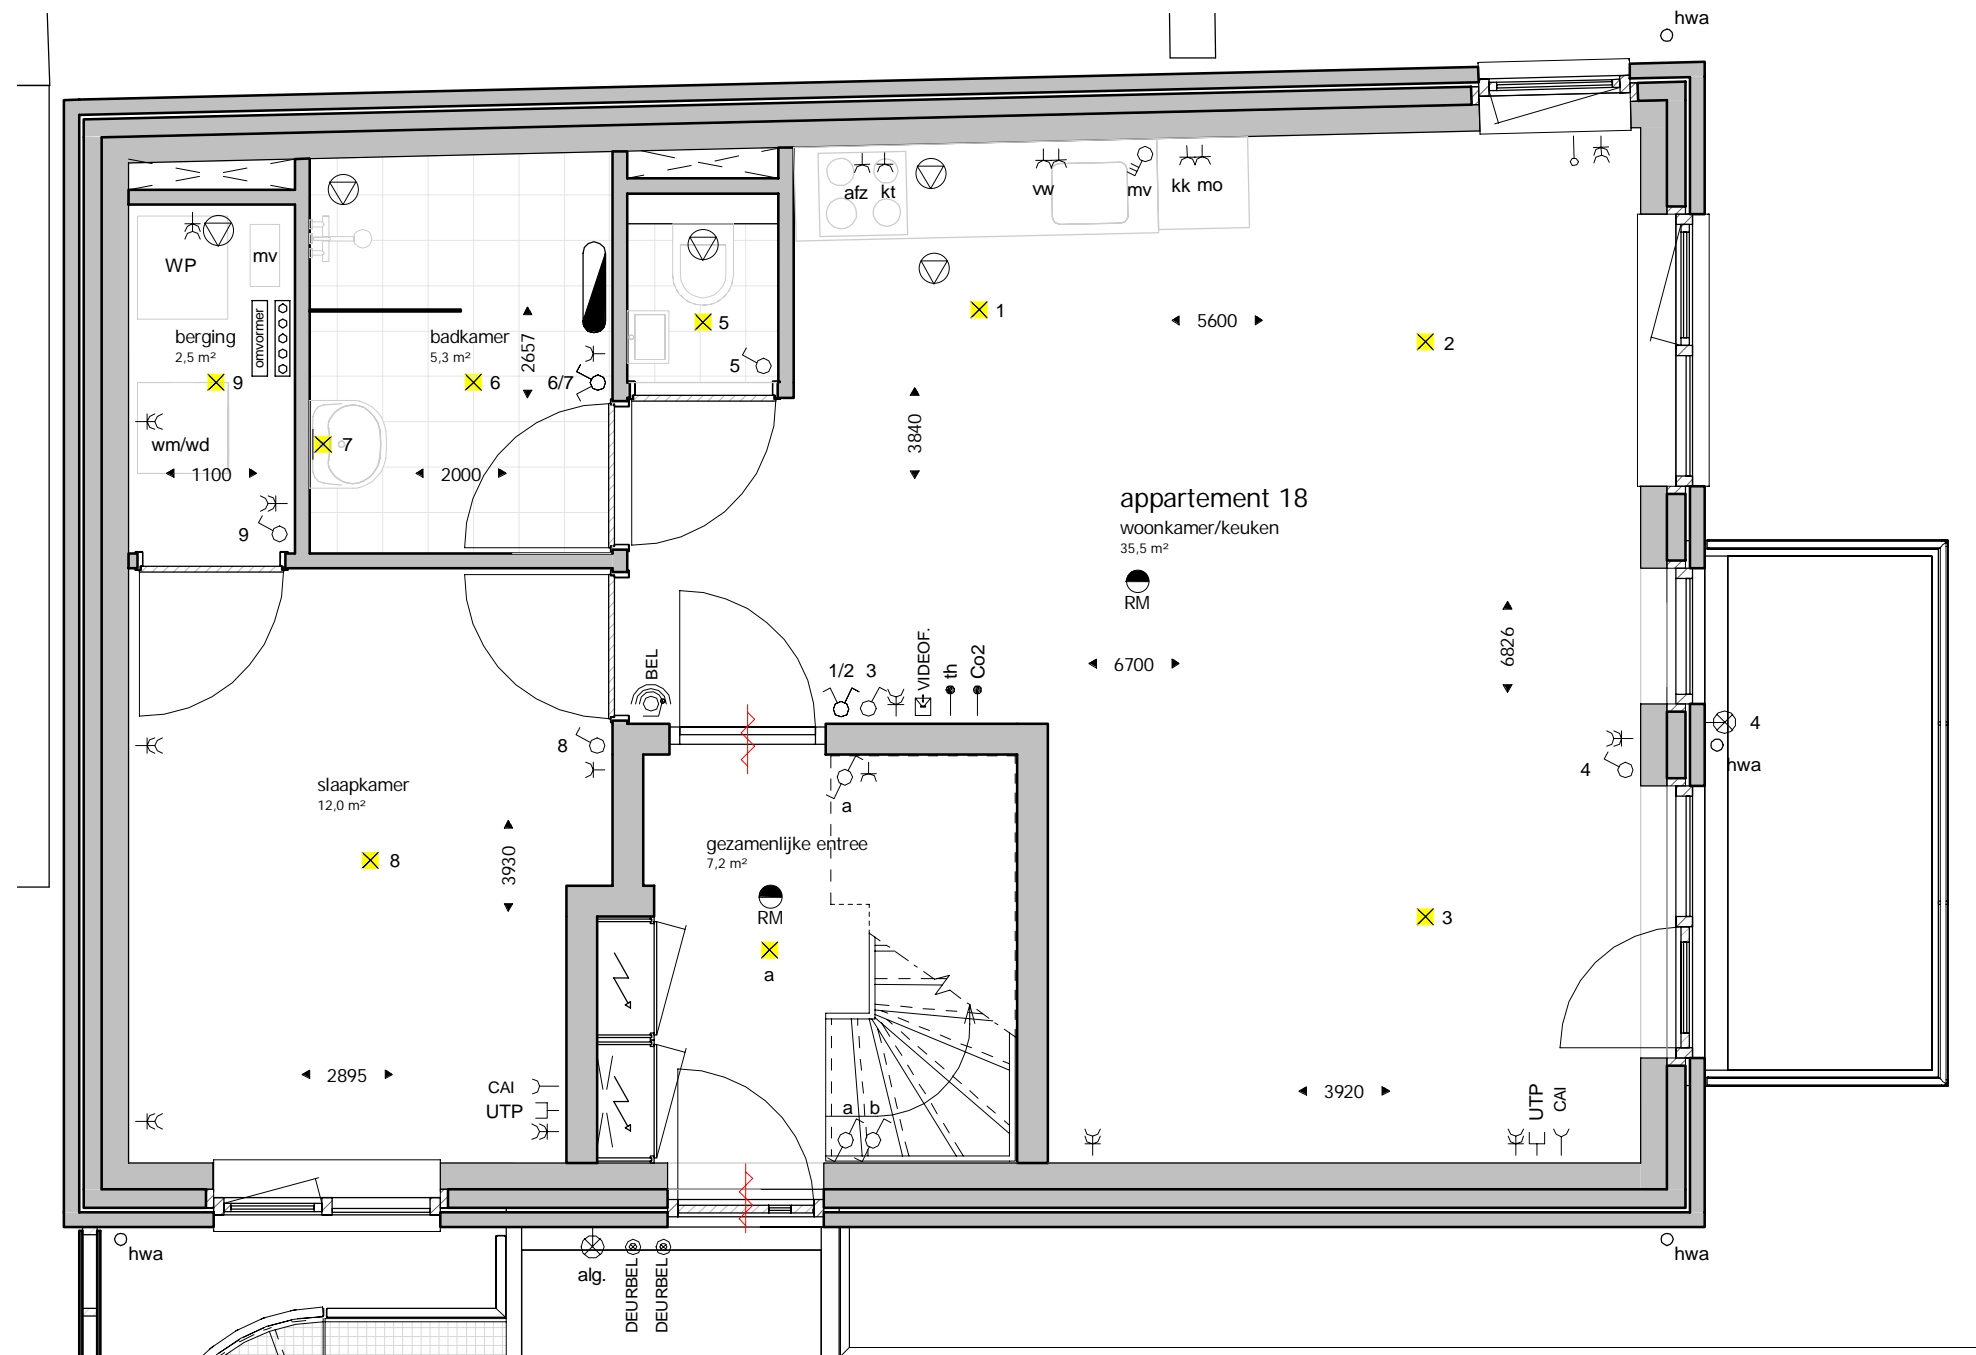 hwa
afz
kt
vw
mv
kk mo
WP
mv
omvormer
berging
2,5 m²
badkamer
5,3 m²
2657
5
5
1
5600
2
9
6
6/7
7
wm/wd
1100
2000
3840
9
appartement 18
woonkamer/keuken
35,5 m²
RM
6826
6700
BEL
1/2
3
VIDEOF.
th
Co2
8
4
hwa
4
slaapkamer
12,0 m²
a
gezamenlijke entree
7,2 m²
8
3930
RM
a
3
2895
CAI
UTP
a
b
3920
UTP
CAI
hwa
alg.
DEURBEL
DEURBEL
hwa